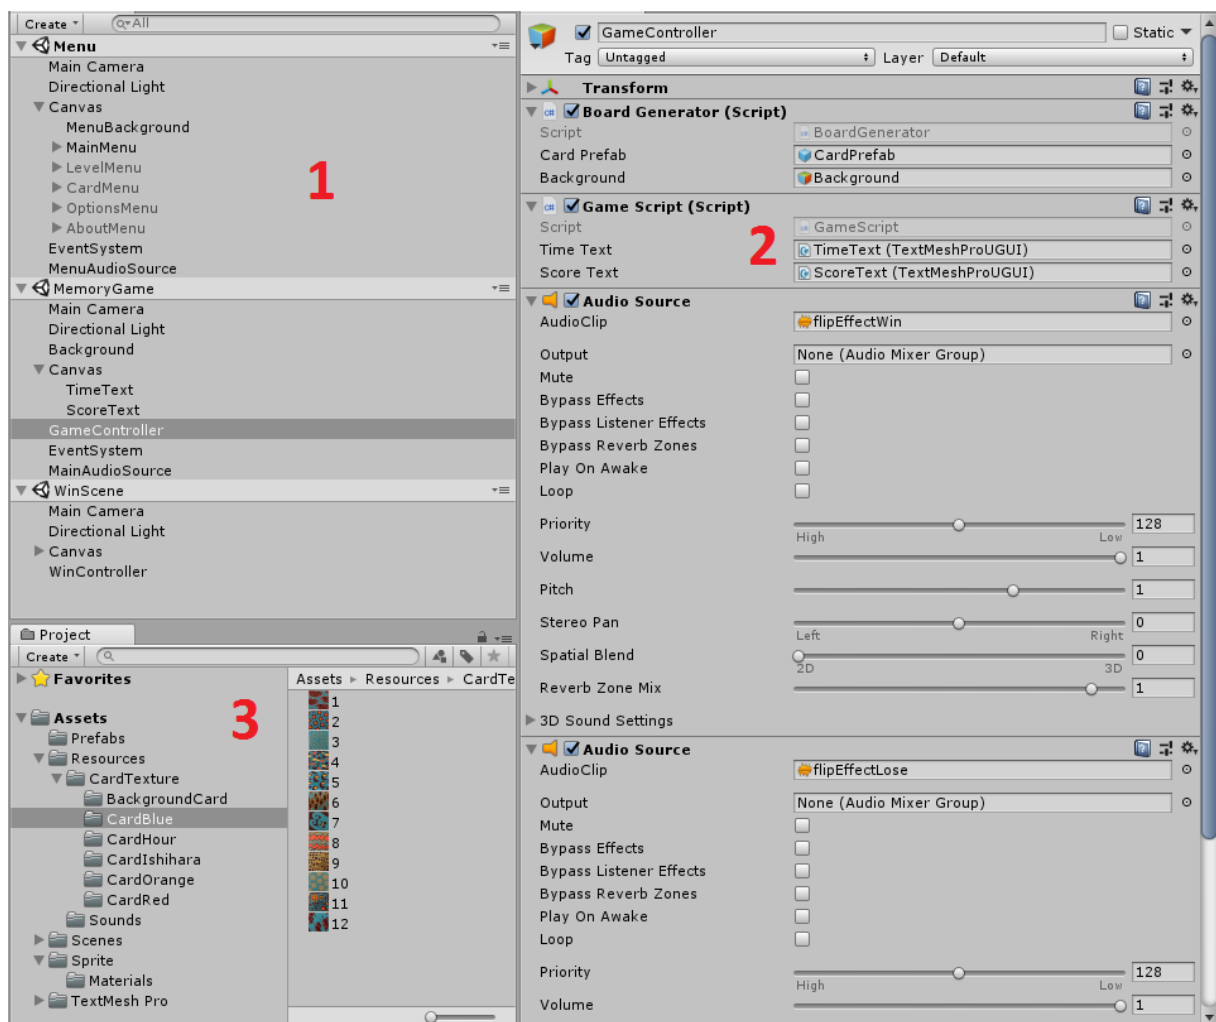 Create
All
Menu
Main Camera
Directional Light
Canvas
MenuBackground
MainMenu
LevelMenu
CardMenu
OptionsMenu
AboutMenu
EventSystem
MenuAudioSource
MemoryGame
Main Camera
Directional Light
Background
Canvas
TimeText
ScoreText
GameController
EventSystem
MainAudioSource
WinScene
Main Camera
Directional Light
Canvas
WinController
1
GameController Static
Tag Untagged Layer Default
Transform
Board Generator (Script)
Script BoardGenerator
Card Prefab CardPrefab
Background Background
Game Script (Script)
Script GameScript
Time Text TimeText (TextMeshProUGUI)
Score Text ScoreText (TextMeshProUGUI)
2
Audio Source
AudioClip flipEffectWin
Output None (Audio Mixer Group)
Mute
Bypass Effects
Bypass Listener Effects
Bypass Reverb Zones
Play On Awake
Loop
Priority 128
High Low
Volume 1
Pitch 1
Stereo Pan 0
Left Right
Spatial Blend 0
2D 3D
Reverb Zone Mix 1
3D Sound Settings
Audio Source
AudioClip flipEffectLose
Output None (Audio Mixer Group)
Mute
Bypass Effects
Bypass Listener Effects
Bypass Reverb Zones
Play On Awake
Loop
Priority 128
High Low
Volume 1
Project
Create
Favorites
Assets
Prefabs
Resources
CardTexture
BackgroundCard
CardBlue
CardHour
CardIshihara
CardOrange
CardRed
Sounds
Scenes
Sprite
Materials
TextMesh Pro
3
Assets Resources CardTe
1
2
3
4
5
6
7
8
9
10
11
12